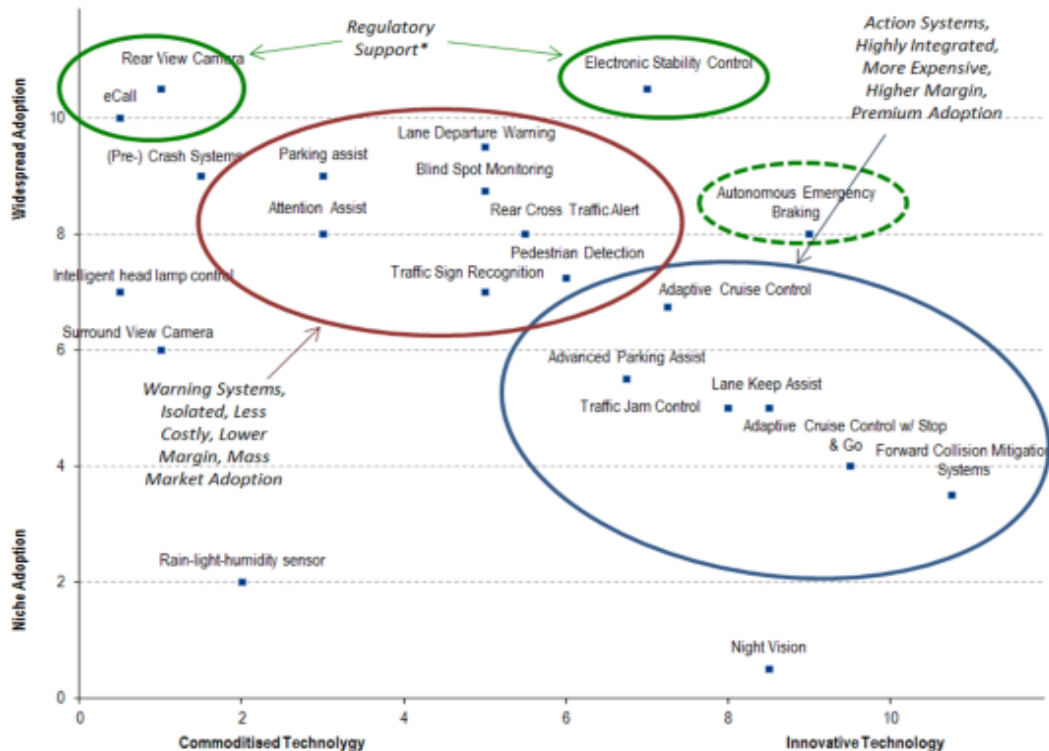 Regulatory
Support*
Action Systems,
Highly Integrated,
More Expensive,
Higher Margin,
Premium Adoption
Rear View Camera
eCall
Electronic Stability Control
10
Lane Departure Warning
(Pre-) Crash Systems
Parking assist
Blind Spot Monitoring
Autonomous Emergency
Braking
Attention Assist
Rear Cross Traffic Alert
8
Pedestrian Detection
Intelligent head lamp control
Traffic Sign Recognition
Adaptive Cruise Control
Surround View Camera
6
Advanced Parking Assist
Lane Keep Assist
Traffic Jam Control
Warning Systems,
Isolated, Less
Costly, Lower
Margin, Mass
Market Adoption
Adaptive Cruise Control w/ Stop
& Go
Forward Collision Mitigation
Systems
4
Rain-light-humidity sensor
2
Night Vision
0
Widespread Adoption
Niche Adoption
0 2 4 6 8 10
Commoditised Technolygy
Innovative Technology